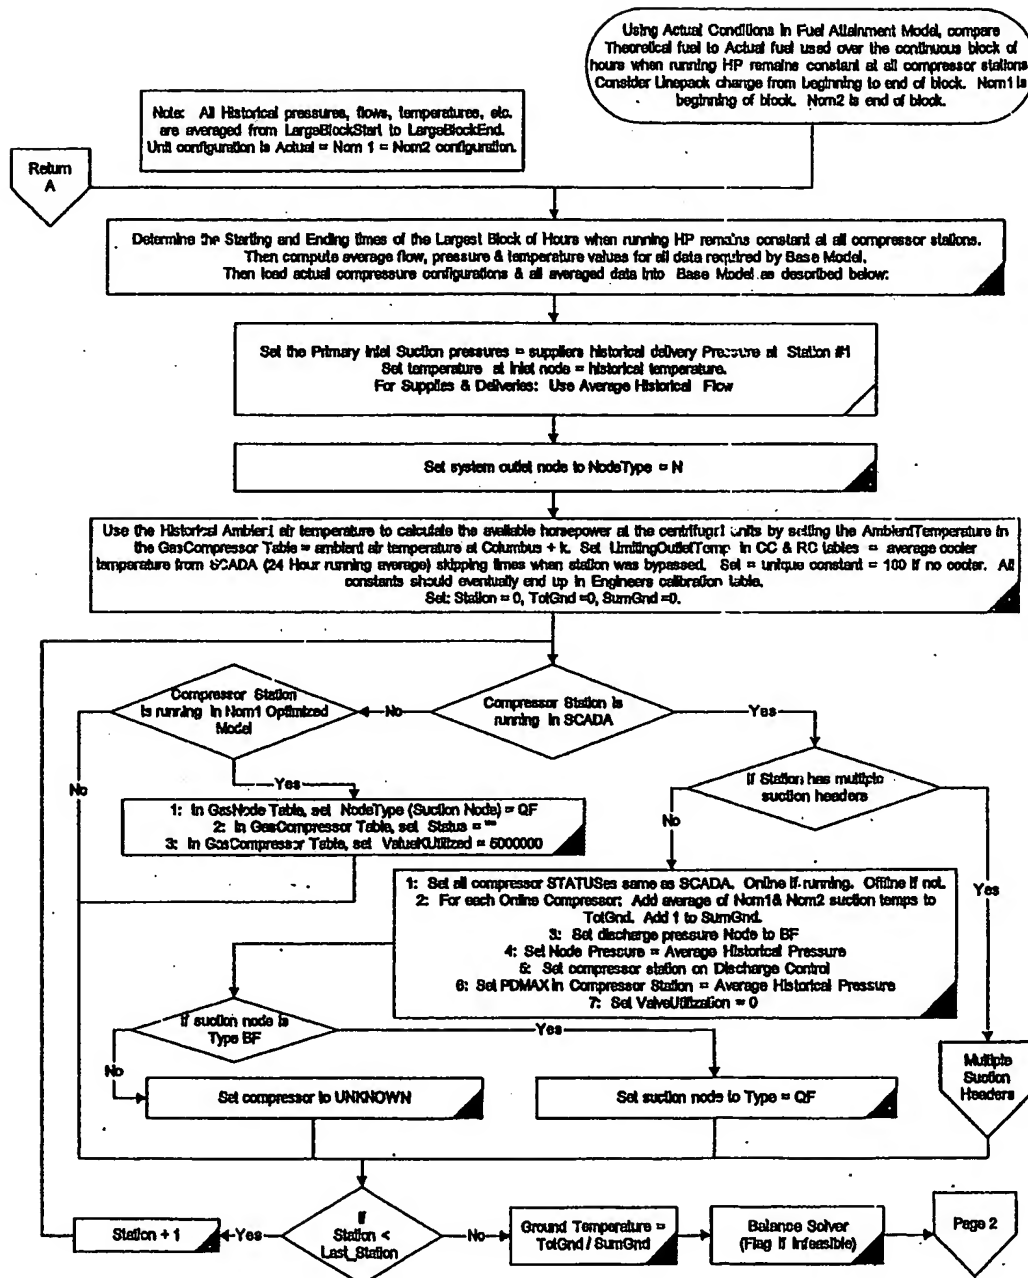 Using Actual Conditions in Fuel Attainment Model, compare
Theoretical fuel to Actual fuel used over the continuous block of
hours when running HP remains constant at all compressor stations
Consider Linepack change from beginning to end of block. Nom1 is
beginning of block. Nom2 is end of block.
Note: All Historical pressures, flows, temperatures, etc.
are averaged from LargeBlockStart to LargeBlockEnd.
Unit configuration is Actual = Nom 1 = Nom2 configuration.
Return
A
Determine the Starting and Ending times of the Largest Block of Hours when running HP remains constant at all compressor stations.
Then compute average flow, pressure & temperature values for all data required by Base Model.
Then load actual compressure configurations & all averaged data into Base Model as described below:
Set the Primary Inlet Suction pressures = suppliers historical delivery Pressure at Station #1
Set temperature at inlet node = historical temperature.
For Supplies & Deliveries: Use Average Historical Flow
Set system outlet node to NodeType = N
Use the Historical Ambient air temperature to calculate the available horsepower at the centrifugrl units by setting the AmbientTemperature in
the GasCompressor Table = ambient air temperature at Columbus + k. Set LimitingOutletTemp in CC & RC tables = average cooler
temperature from SCADA (24 Hour running average) skipping times when station was bypassed. Set = unique constant = 100 if no cooler. All
constants should eventually end up in Engineers calibration table.
Set: Station = 0, TotGnd =0, SumGnd =0.
Compressor Station
is running in Nom1 Optimized
Model
No
Compressor Station is
running in SCADA
Yes
No
Yes
If Station has multiple
suction headers
1: In GasNode Table, set NodeType (Suction Node) = QF
2: In GasCompressor Table, set Status = ""
3: In GasCompressor Table, set ValueKUtilized = 5000000
No
Yes
1: Set all compressor STATUSes same as SCADA. Online if running. Offline if not.
2: For each Online Compressor: Add average of Nom1& Nom2 suction temps to
TotGnd. Add 1 to SumGnd.
3: Set discharge pressure Node to BF
4: Set Node Pressure = Average Historical Pressure
5: Set compressor station on Discharge Control
6: Set PDMAX in Compressor Station = Average Historical Pressure
7: Set ValveUtilization = 0
If suction node is
Type BF
Yes
No
Set compressor to UNKNOWN
Set suction node to Type = QF
Multiple
Suction
Headers
Station + 1
Yes
If
Station <
Last_Station
No
Ground Temperature =
TotGnd / SumGnd
Balance Solver
(Flag if infeasible)
Page 2